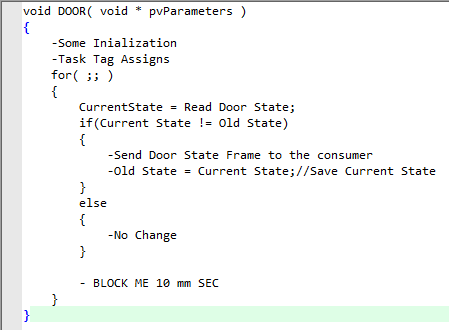 void DOOR( void * pvParameters )
{
    -Some Inialization
    -Task Tag Assigns
    for( ;; )
    {
        CurrentState = Read Door State;
        if(Current State != Old State)
        {
            -Send Door State Frame to the consumer
            -Old State = Current State;//Save Current State
        }
        else
        {
            -No Change
        }

        - BLOCK ME 10 mm SEC
    }
}